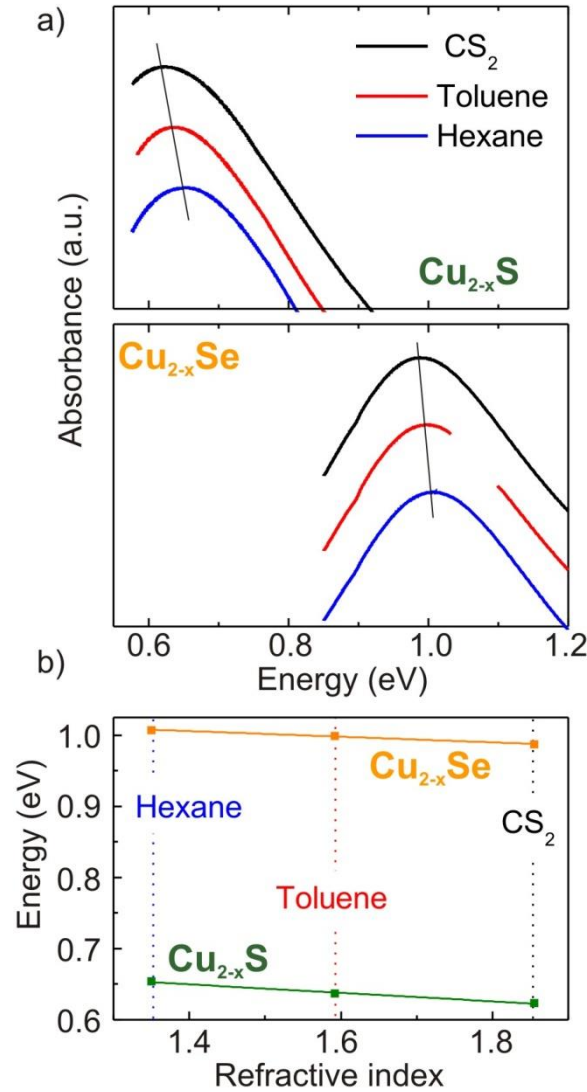 a)
CS₂
Toluene
Hexane
Cu₂₋ₓS
Cu₂₋ₓSe
Absorbance (a.u.)
0.6 0.8 1.0 1.2
Energy (eV)
b)
1.0
0.9
0.8
0.7
0.6
Energy (eV)
Cu₂₋ₓSe
Hexane
CS₂
Toluene
Cu₂₋ₓS
1.4 1.6 1.8
Refractive index